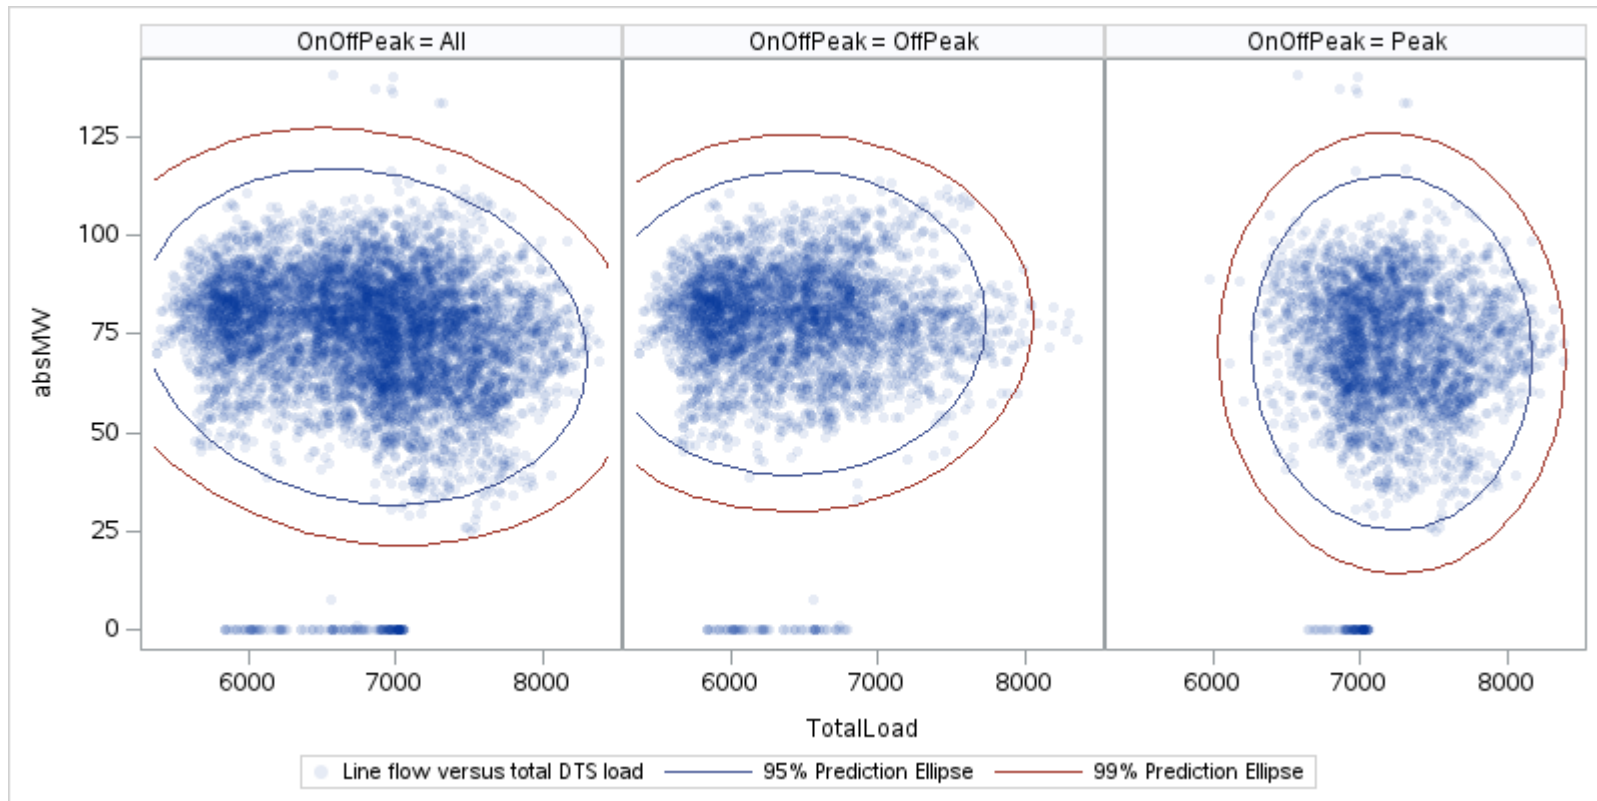 OnOffPeak = All
OnOffPeak = OffPeak
OnOffPeak = Peak
absMW
125
100
75
50
25
0
6000 7000 8000
6000 7000 8000
6000 7000 8000
TotalLoad
Line flow versus total DTS load
95% Prediction Ellipse
99% Prediction Ellipse